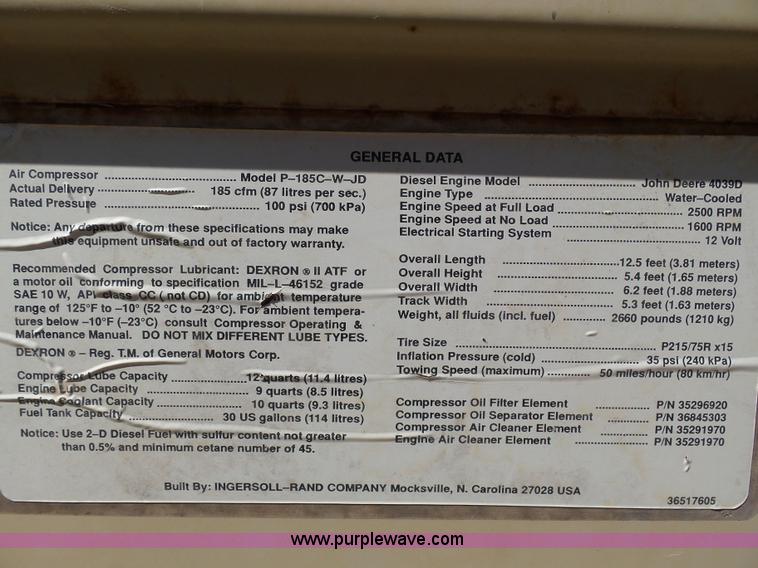 GENERAL DATA
Air Compressor Model P-185C-W-JD
Actual Delivery 185 cfm (87 litres per sec.)
Rated Pressure 100 psi (700 kPa)
Notice: Any departure from these specifications may make
this equipment unsafe and out of factory warranty.
Recommended Compressor Lubricant: DEXRON ® II ATF or
a motor oil conforming to specification MIL-L-46152 grade
SAE 10 W, API class CC ( not CD) for ambient temperature
range of 125°F to -10° (52 °C to -23°C). For ambient tempera-
tures below -10°F (-23°C) consult Compressor Operating &
Maintenance Manual. DO NOT MIX DIFFERENT LUBE TYPES.
DEXRON ® - Reg. T.M. of General Motors Corp.
Compressor Lube Capacity 12 quarts (11.4 litres)
Engine Lube Capacity 9 quarts (8.5 litres)
Engine Coolant Capacity 10 quarts (9.3 litres)
Fuel Tank Capacity 30 US gallons (114 litres)
Notice: Use 2-D Diesel Fuel with sulfur content not greater
than 0.5% and minimum cetane number of 45.
Diesel Engine Model John Deere 4039D
Engine Type Water-Cooled
Engine Speed at Full Load 2500 RPM
Engine Speed at No Load 1600 RPM
Electrical Starting System 12 Volt
Overall Length 12.5 feet (3.81 meters)
Overall Height 5.4 feet (1.65 meters)
Overall Width 6.2 feet (1.88 meters)
Track Width 5.3 feet (1.63 meters)
Weight, all fluids (incl. fuel) 2660 pounds (1210 kg)
Tire Size P215/75R x15
Inflation Pressure (cold) 35 psi (240 kPa)
Towing Speed (maximum) 50 miles/hour (80 km/hr)
Compressor Oil Filter Element P/N 35296920
Compressor Oil Separator Element P/N 36845303
Compressor Air Cleaner Element P/N 35291970
Engine Air Cleaner Element P/N 35291970
Built By: INGERSOLL-RAND COMPANY Mocksville, N. Carolina 27028 USA
36517605
www.purplewave.com